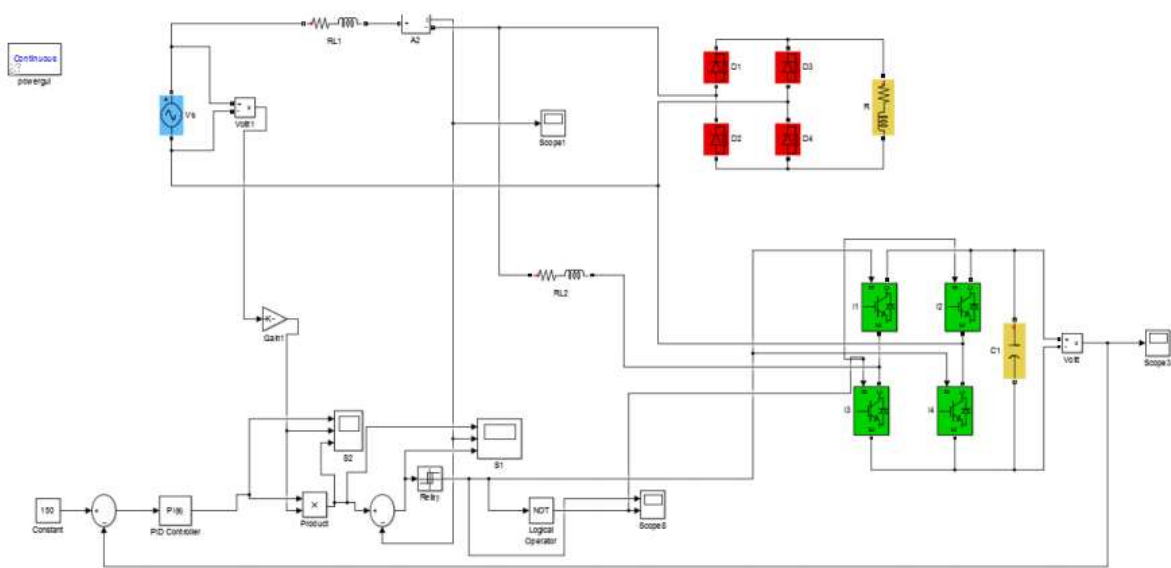 Continuous
powergui
RL1
A2
Vs
Volt1
Scope1
D1
D3
D2
D4
R
RL2
I1
I2
C1
Volt
Scope3
I3
I4
K-
Gain1
S2
S1
Relay
150
Constant
PI(s)
PID Controller
×
Product
NOT
Logical
Operator
Scope5